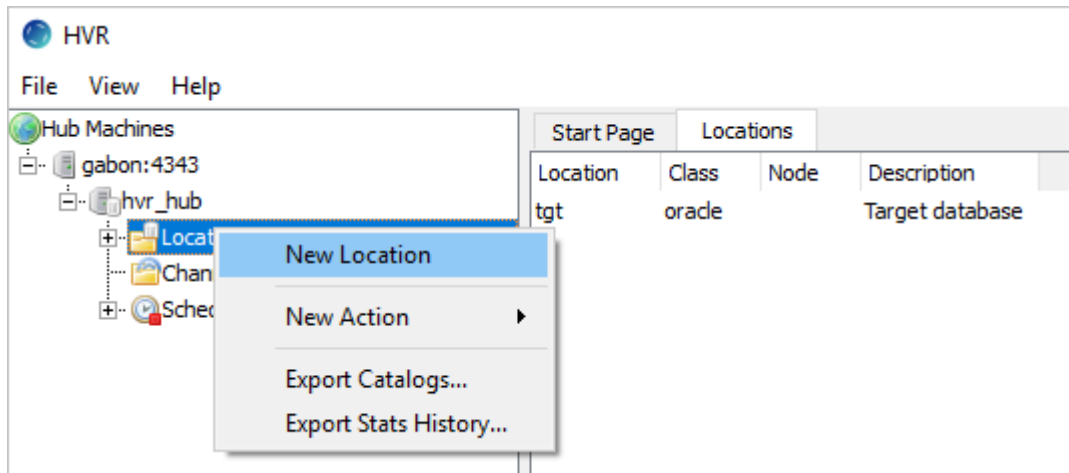 HVR
File View Help
Hub Machines
gabon:4343
hvr_hub
Locat
Chan
Sched
New Location
New Action
Export Catalogs...
Export Stats History...
Start Page Locations
Location Class Node Description
tgt oracle Target database